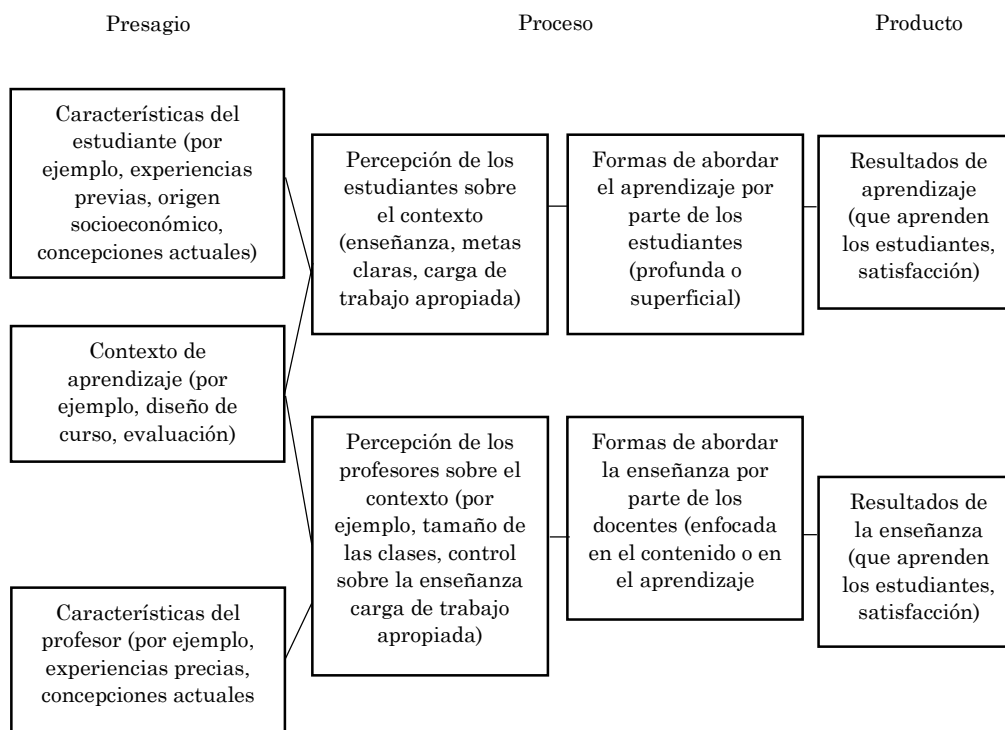 Presagio
Proceso
Producto
Características del
estudiante (por
ejemplo, experiencias
previas, origen
socioeconómico,
concepciones actuales)
Percepción de los
estudiantes sobre
el contexto
(enseñanza, metas
claras, carga de
trabajo apropiada)
Formas de abordar
el aprendizaje por
parte de los
estudiantes
(profunda o
superficial)
Resultados de
aprendizaje
(que aprenden
los estudiantes,
satisfacción)
Contexto de
aprendizaje (por
ejemplo, diseño de
curso, evaluación)
Percepción de los
profesores sobre el
contexto (por
ejemplo, tamaño de
las clases, control
sobre la enseñanza
carga de trabajo
apropiada)
Formas de abordar
la enseñanza por
parte de los
docentes (enfocada
en el contenido o en
el aprendizaje
Resultados de
la enseñanza
(que aprenden
los estudiantes,
satisfacción)
Características del
profesor (por ejemplo,
experiencias precias,
concepciones actuales